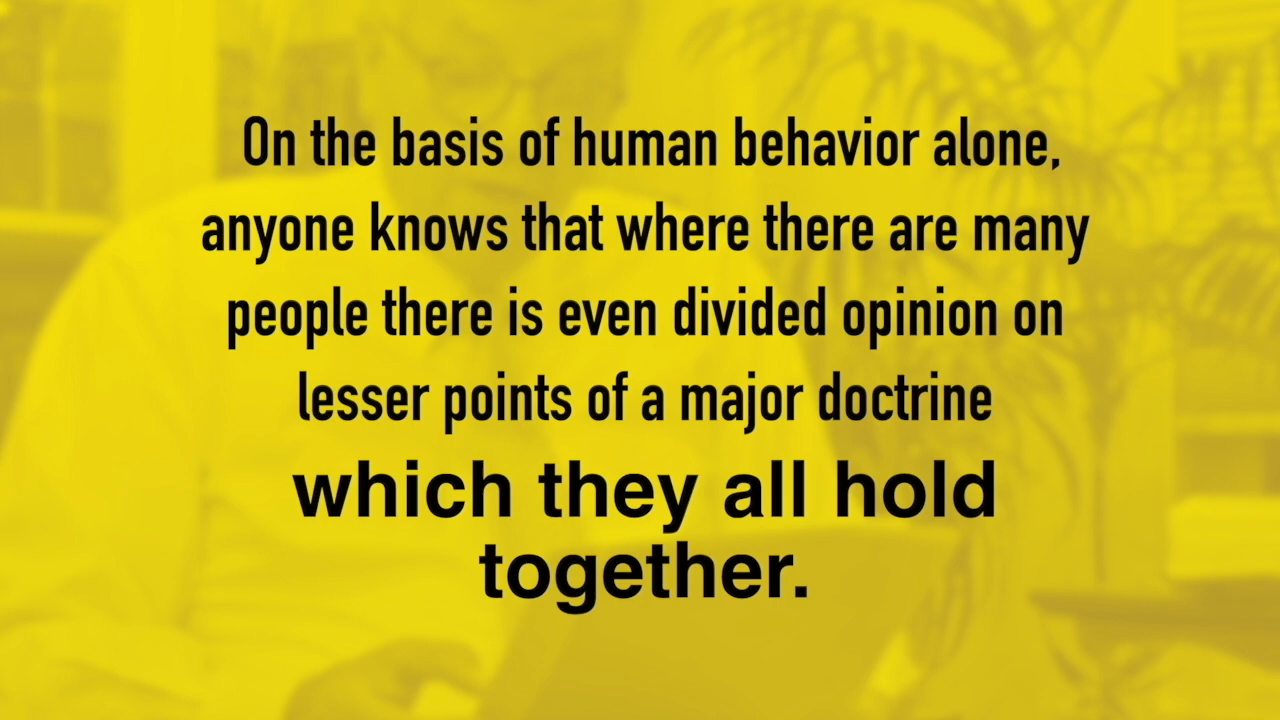 On the basis of human behavior alone,
anyone knows that where there are many
people there is even divided opinion on
lesser points of a major doctrine
which they all hold
together.